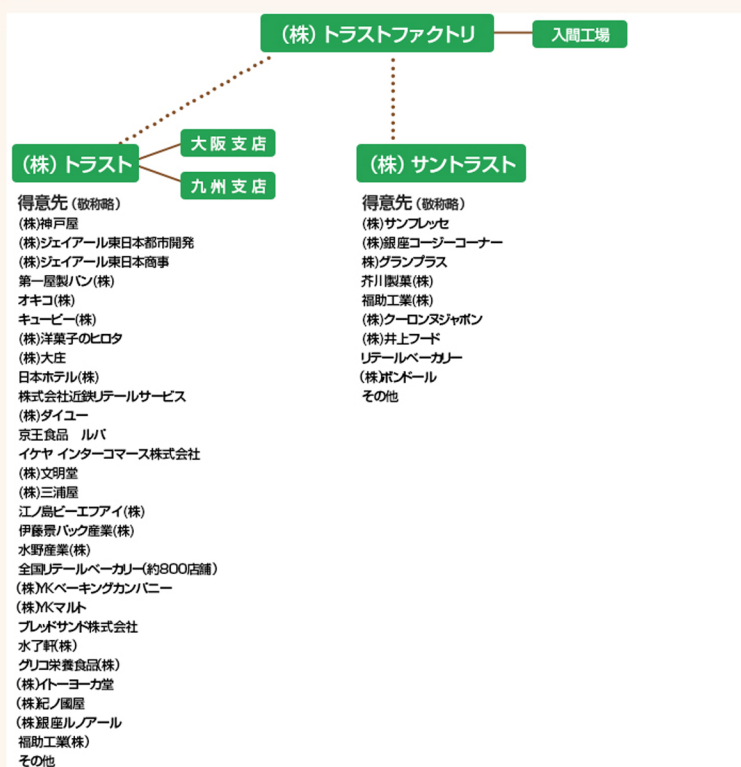 (株) トラストファクトリ
入間工場
(株) トラスト
大阪支店
九州支店
得意先 (敬称略)
(株)神戸屋
(株)ジェイアール東日本都市開発
(株)ジェイアール東日本商事
第一屋製パン(株)
オキコ(株)
キューピー(株)
(株)洋菓子のヒロタ
(株)大庄
日本ホテル(株)
株式会社近鉄リテールサービス
(株)ダイユー
京王食品　ルパ
イケヤ インターコマース株式会社
(株)文明堂
(株)三浦屋
江ノ島ピーエフアイ(株)
伊藤景パック産業(株)
水野産業(株)
全国リテールベーカリー(約800店舗)
(株)YKベーキングカンパニー
(株)YKマルト
ブレッドサンド株式会社
水了軒(株)
グリコ栄養食品(株)
(株)イトーヨーカ堂
(株)紀ノ國屋
(株)銀座ルノアール
福助工業(株)
その他
(株) サントラスト
得意先 (敬称略)
(株)サンフレッセ
(株)銀座コージーコーナー
株)グランプラス
芥川製菓(株)
福助工業(株)
(株)クーロンヌジャポン
(株)井上フード
リテールベーカリー
(株)ボンドール
その他